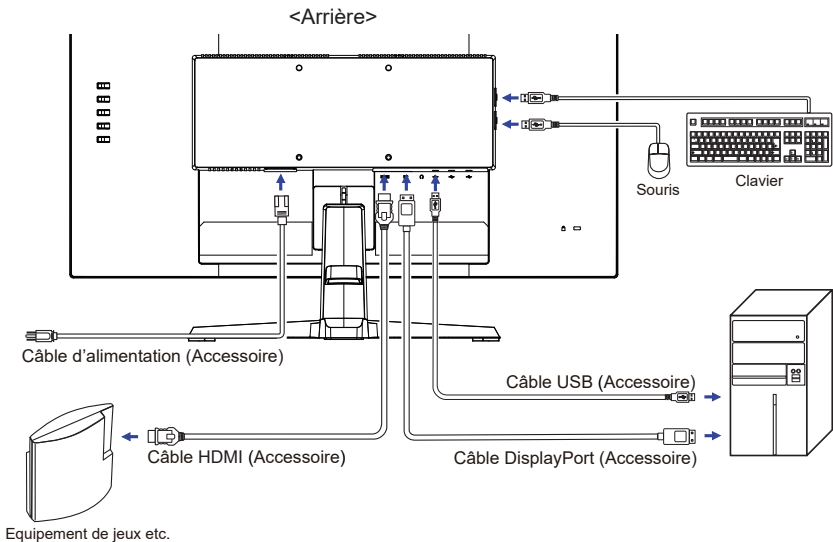 <Arrière>
Souris
Clavier
Câble d'alimentation (Accessoire)
Câble USB (Accessoire)
Câble HDMI (Accessoire)
Câble DisplayPort (Accessoire)
Equipement de jeux etc.